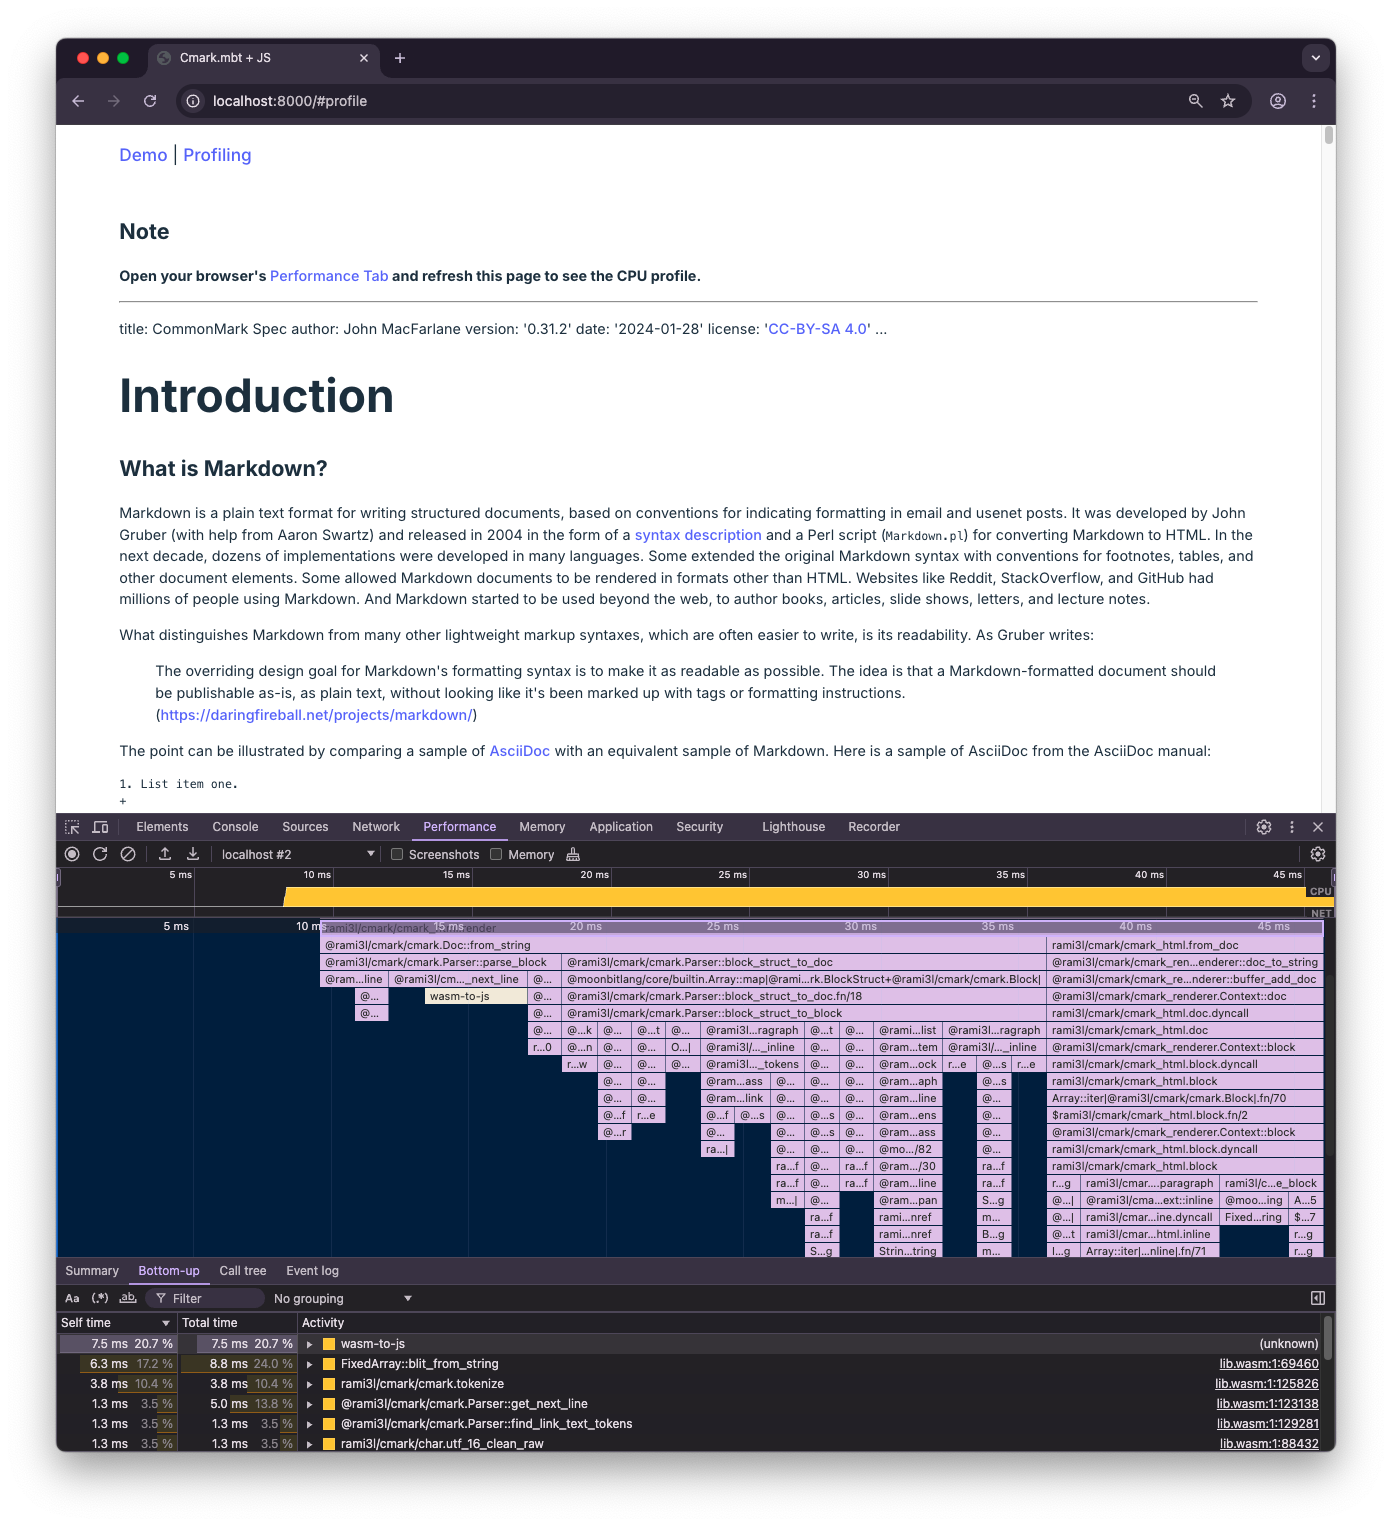 Cmark.mbt + JS
localhost:8000/#profile
Demo | Profiling
Note
Open your browser's Performance Tab and refresh this page to see the CPU profile.
title: CommonMark Spec author: John MacFarlane version: '0.31.2' date: '2024-01-28' license: 'CC-BY-SA 4.0' ...
Introduction
What is Markdown?
Markdown is a plain text format for writing structured documents, based on conventions for indicating formatting in email and usenet posts. It was developed by John
Gruber (with help from Aaron Swartz) and released in 2004 in the form of a syntax description and a Perl script (Markdown.pl) for converting Markdown to HTML. In the
next decade, dozens of implementations were developed in many languages. Some extended the original Markdown syntax with conventions for footnotes, tables, and
other document elements. Some allowed Markdown documents to be rendered in formats other than HTML. Websites like Reddit, StackOverflow, and GitHub had
millions of people using Markdown. And Markdown started to be used beyond the web, to author books, articles, slide shows, letters, and lecture notes.
What distinguishes Markdown from many other lightweight markup syntaxes, which are often easier to write, is its readability. As Gruber writes:
The overriding design goal for Markdown's formatting syntax is to make it as readable as possible. The idea is that a Markdown-formatted document should
be publishable as-is, as plain text, without looking like it's been marked up with tags or formatting instructions.
(https://daringfireball.net/projects/markdown/)
The point can be illustrated by comparing a sample of AsciiDoc with an equivalent sample of Markdown. Here is a sample of AsciiDoc from the AsciiDoc manual:
1. List item one.
+
Elements Console Sources Network Performance Memory Application Security Lighthouse Recorder
localhost #2 Screenshots Memory
5 ms 10 ms 15 ms 20 ms 25 ms 30 ms 35 ms 40 ms 45 ms
CPU
NET
5 ms 10 ms 15 ms 20 ms 25 ms 30 ms 35 ms 40 ms 45 ms
@rami3l/cmark/cmark.Doc::from_string rami3l/cmark/cmark_html.from_doc
@rami3l/cmark/cmark.Parser::parse_block @rami3l/cmark/cmark.Parser::block_struct_to_doc @rami3l/cmark/cmark_ren...enderer::doc_to_string
@ram...line @rami3l/cm..._next_line @... @moonbitlang/core/builtin.Array::map|@rami...rk.BlockStruct+@rami3l/cmark/cmark.Block| @rami3l/cmark/cmark_re...nderer::buffer_add_doc
@... wasm-to-js @... @rami3l/cmark/cmark.Parser::block_struct_to_doc.fn/18 @rami3l/cmark/cmark_renderer.Context::doc
@... @... @rami3l/cmark/cmark.Parser::block_struct_to_block rami3l/cmark/cmark_html.doc.dyncall
@... @...k @... @...t @... @rami3l...ragraph @...t @... @rami...list @rami3l...ragraph rami3l/cmark/cmark_html.doc
r...0 @...n @... @... O...| @rami3l/..._inline @... @... @ram...tem @rami3l/..._inline @rami3l/cmark/cmark_renderer.Context::block
r...w @... @... @... @rami3l..._tokens @... @... @ram...ock r...e @...s r...e rami3l/cmark/cmark_html.block.dyncall
@... @... @ram...ass @... @... @ram...aph @...s rami3l/cmark/cmark_html.block
@... @... @ram...link @... @... @ram...line @... Array::iter|@rami3l/cmark/cmark.Block|.fn/70
@...f r...e @...f @...s @...s @... @ram...ens @... $rami3l/cmark/cmark_html.block.fn/2
@...r @... @... @...s @... @ram...ass @... @rami3l/cmark/cmark_renderer.Context::block
ra...| @... @... @... @mo.../82 @... rami3l/cmark/cmark_html.block.dyncall
ra...f @... ra...f @ram.../30 ra...f rami3l/cmark/cmark_html.block
ra...f @... ra...f @ram...line ra...f r...g rami3l/cmar....paragraph rami3l/c...e_block
m...| @... @ram...pan S...g @...| @rami3l/cma...ext::inline @moo...ing A...5
ra...f rami...nref m... @...| rami3l/cmar...ine.dyncall Fixed...ring $...7
ra...f rami...nref B...g @...t rami3l/cmar...html.inline r...g
S...g Strin...tring m... I...g Array::iter|...nline|.fn/71 r...g
Summary Bottom-up Call tree Event log
Aa (.*) ab Filter No grouping
Self time Total time Activity
7.5 ms 20.7 % 7.5 ms 20.7 % wasm-to-js (unknown)
6.3 ms 17.2 % 8.8 ms 24.0 % FixedArray::blit_from_string lib.wasm:1:69460
3.8 ms 10.4 % 3.8 ms 10.4 % rami3l/cmark/cmark.tokenize lib.wasm:1:125826
1.3 ms 3.5 % 5.0 ms 13.8 % @rami3l/cmark/cmark.Parser::get_next_line lib.wasm:1:123138
1.3 ms 3.5 % 1.3 ms 3.5 % @rami3l/cmark/cmark.Parser::find_link_text_tokens lib.wasm:1:129281
1.3 ms 3.5 % 1.3 ms 3.5 % rami3l/cmark/char.utf_16_clean_raw lib.wasm:1:88432